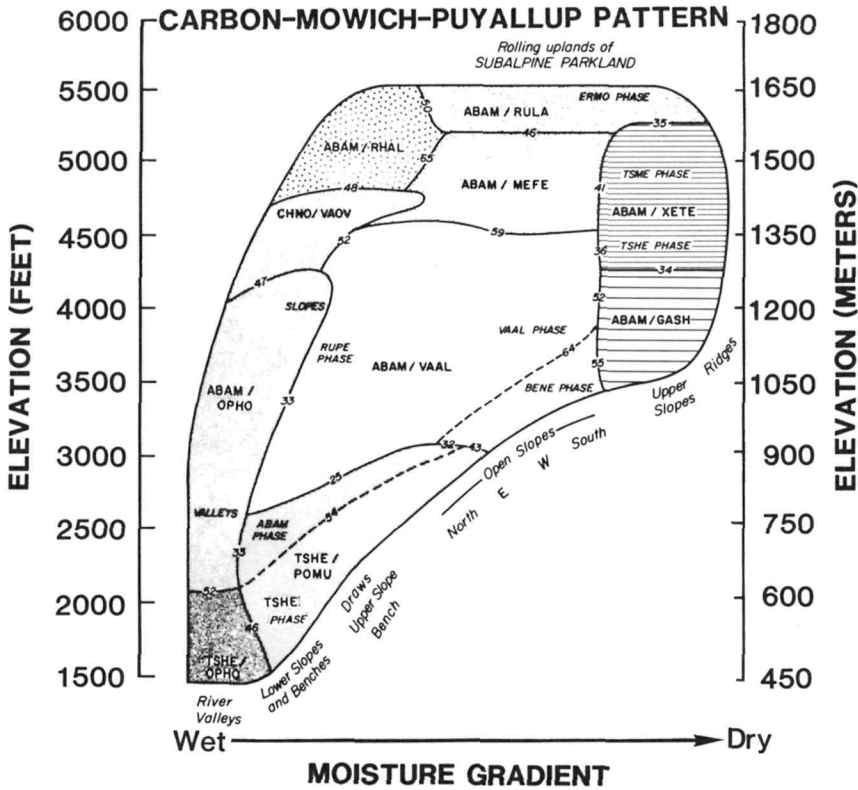 CARBON-MOWICH-PUYALLUP PATTERN
6000
5500
5000
4500
4000
3500
3000
2500
2000
1500
ELEVATION (FEET)
1800
1650
1500
1350
1200
1050
900
750
600
450
ELEVATION (METERS)
Rolling uplands of
SUBALPINE PARKLAND
ERMO PHASE
50
ABAM / RULA
35
46
ABAM / RHAL
65
ABAM / MEFE
TSME PHASE
41
48
ABAM / XETE
CHNO / VAOV
52
59
36
TSHE PHASE
34
47
52
SLOPES
ABAM / GASH
VAAL PHASE
RUPE
PHASE
64
ABAM / VAAL
55
BENE PHASE
ABAM /
OPHO
33
Upper
Slopes
Ridges
32
43
Open Slopes
North E W South
25
VALLEYS
54
ABAM
PHASE
33
TSHE /
POMU
52
TSHE
PHASE
46
Draws
Upper Slope
Bench
TSHE /
OPHO
Lower Slopes
and Benches
River
Valleys
Wet
Dry
MOISTURE GRADIENT